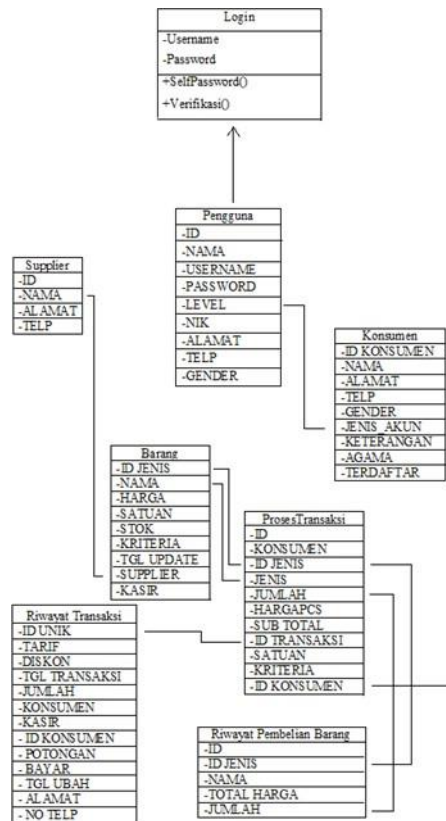 Login
-Username
-Password
+SelfPassword()
+Verifikasi()
Pengguna
-ID
-NAMA
-USERNAME
-PASSWORD
-LEVEL
-NIK
-ALAMAT
-TELP
-GENDER
Supplier
-ID
-NAMA
-ALAMAT
-TELP
Konsumen
-ID KONSUMEN
-NAMA
-ALAMAT
-TELP
-GENDER
-JENIS_AKUN
-KETERANGAN
-AGAMA
-TERDAFTAR
Barang
-ID JENIS
-NAMA
-HARGA
-SATUAN
-STOK
-KRITERIA
-TGL UPDATE
-SUPPLIER
-KASIR
ProsesTransaksi
-ID
-KONSUMEN
-ID JENIS
-JENIS
-JUMLAH
-HARGAPCS
-SUB TOTAL
-ID TRANSAKSI
-SATUAN
-KRITERIA
-ID KONSUMEN
Riwayat Transaksi
-ID UNIK
-TARIF
-DISKON
-TGL TRANSAKSI
-JUMLAH
-KONSUMEN
-KASIR
- ID KONSUMEN
- POTONGAN
- BAYAR
- TGL UBAH
- ALAMAT
- NO TELP
Riwayat Pembelian Barang
-ID
-ID JENIS
-NAMA
-TOTAL HARGA
-JUMLAH